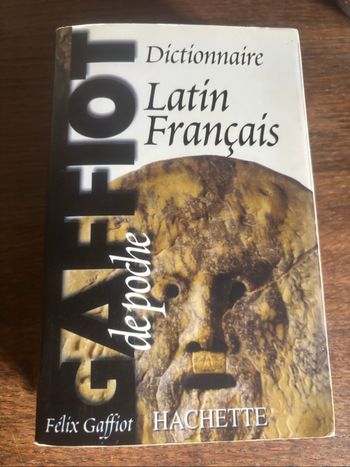 Dictionnaire
Latin
Français
GAFFIOT
de poche
Félix Gaffiot
HACHETTE